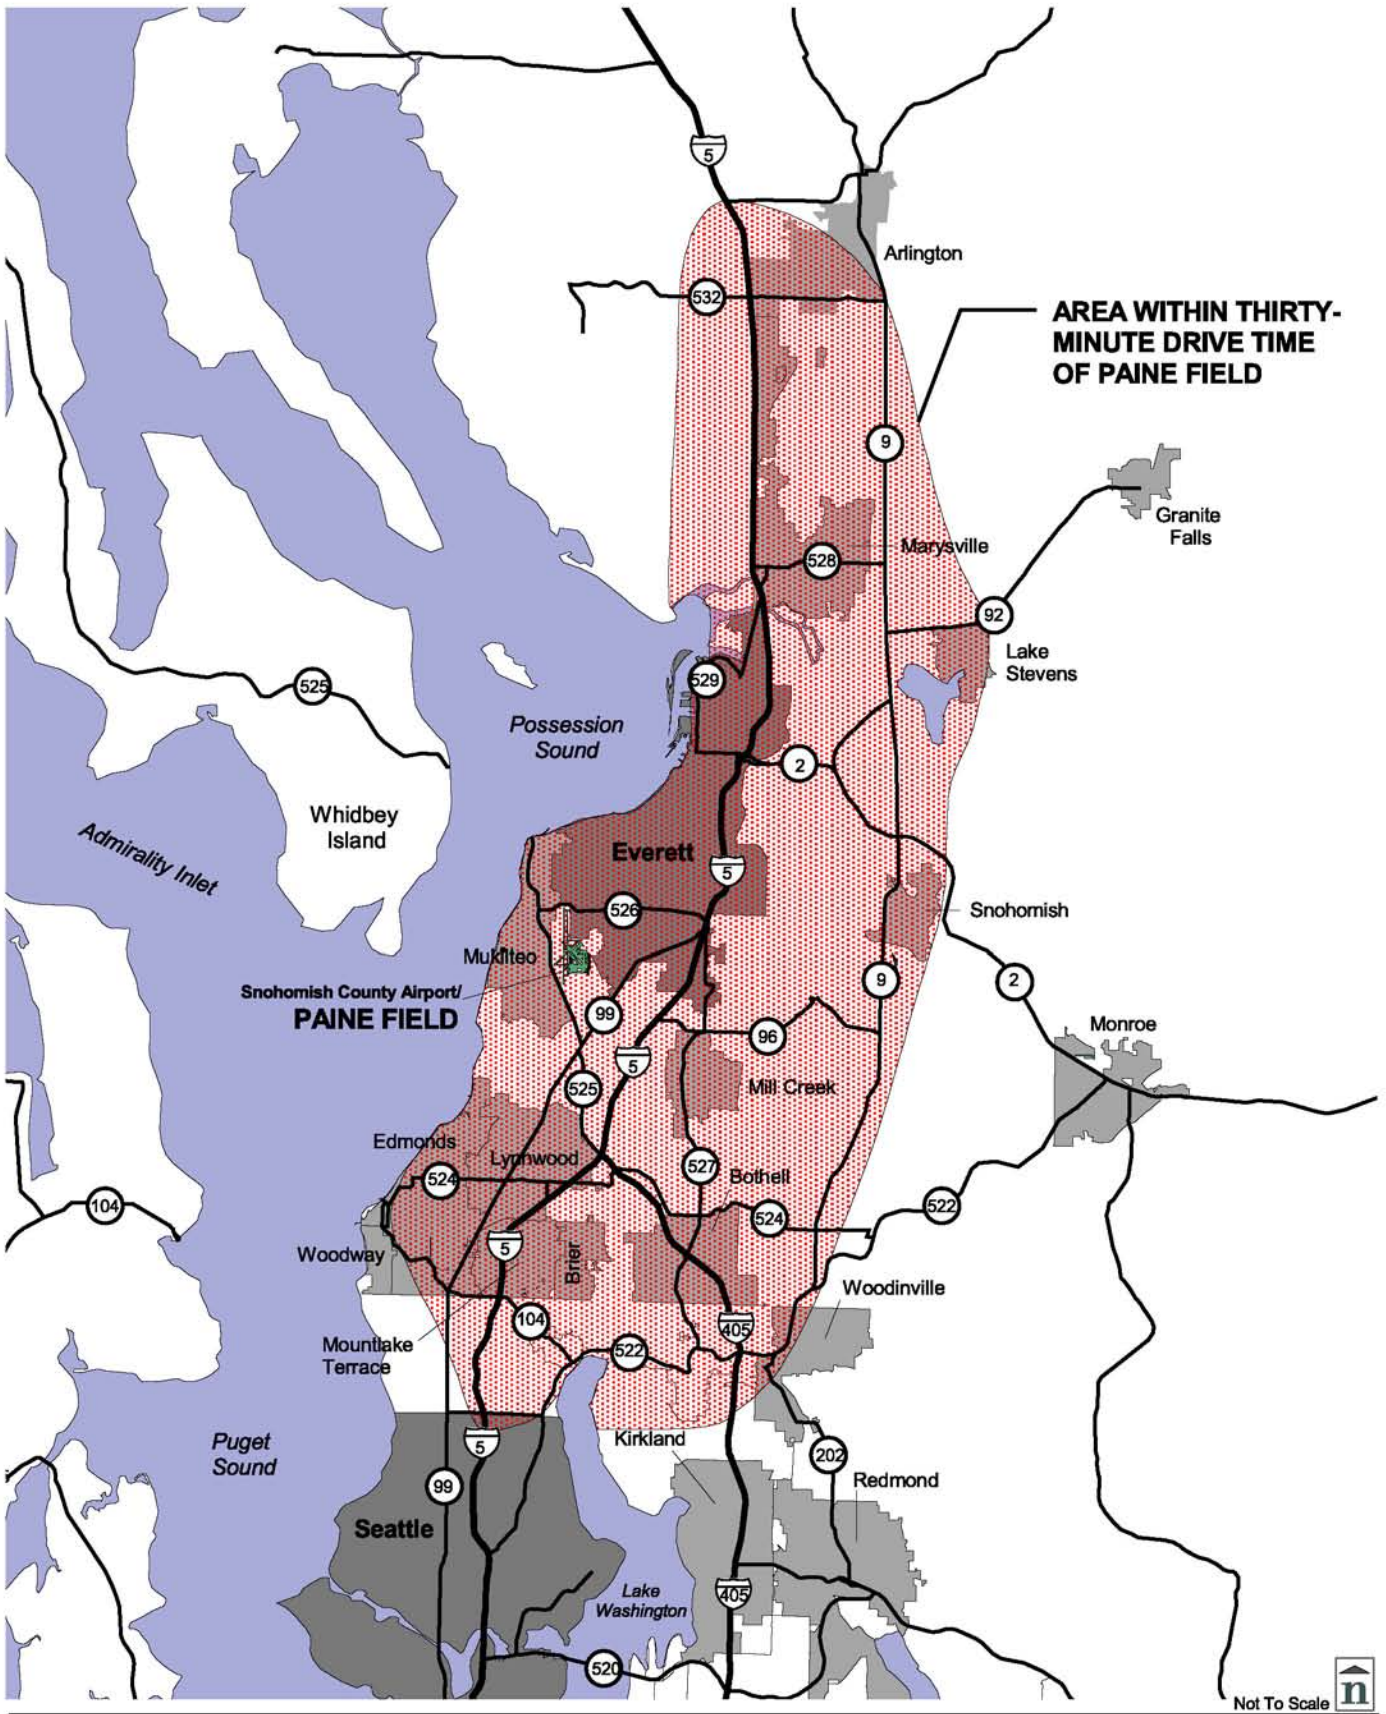 5
Arlington
532
AREA WITHIN THIRTY-
MINUTE DRIVE TIME
OF PAINE FIELD
9
Granite
Falls
Marysville
528
92
Lake
Stevens
529
525
Possession
Sound
2
Whidbey
Island
Admirality Inlet
Everett
5
526
Snohomish
Mukilteo
9
2
Snohomish County Airport/
PAINE FIELD
99
96
Monroe
5
525
Mill Creek
Edmonds
Lynnwood
527
Bothell
524
104
524
522
5
Woodway
Brier
Woodinville
104
405
Mountlake
Terrace
522
Kirkland
5
Puget
Sound
202
Redmond
99
Seattle
Lake
Washington
405
520
Not To Scale
n